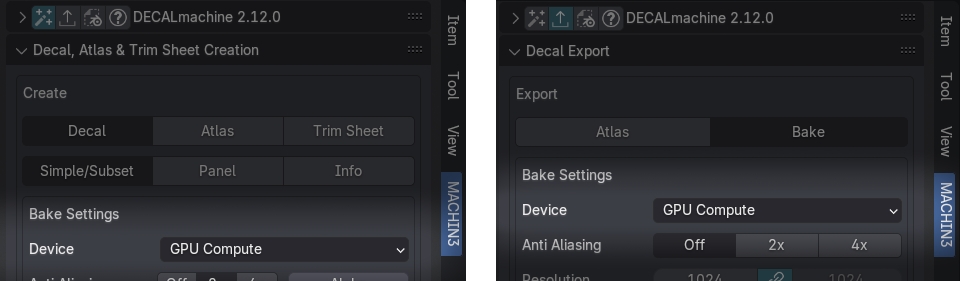 DECALmachine 2.12.0
Decal, Atlas & Trim Sheet Creation
Create
Decal Atlas Trim Sheet
Simple/Subset Panel Info
Bake Settings
Device GPU Compute
Item
Tool
View
MACHIN3
DECALmachine 2.12.0
Decal Export
Export
Atlas Bake
Bake Settings
Device GPU Compute
Anti Aliasing Off 2x 4x
Resolution 1024 1024
Item
Tool
View
MACHIN3